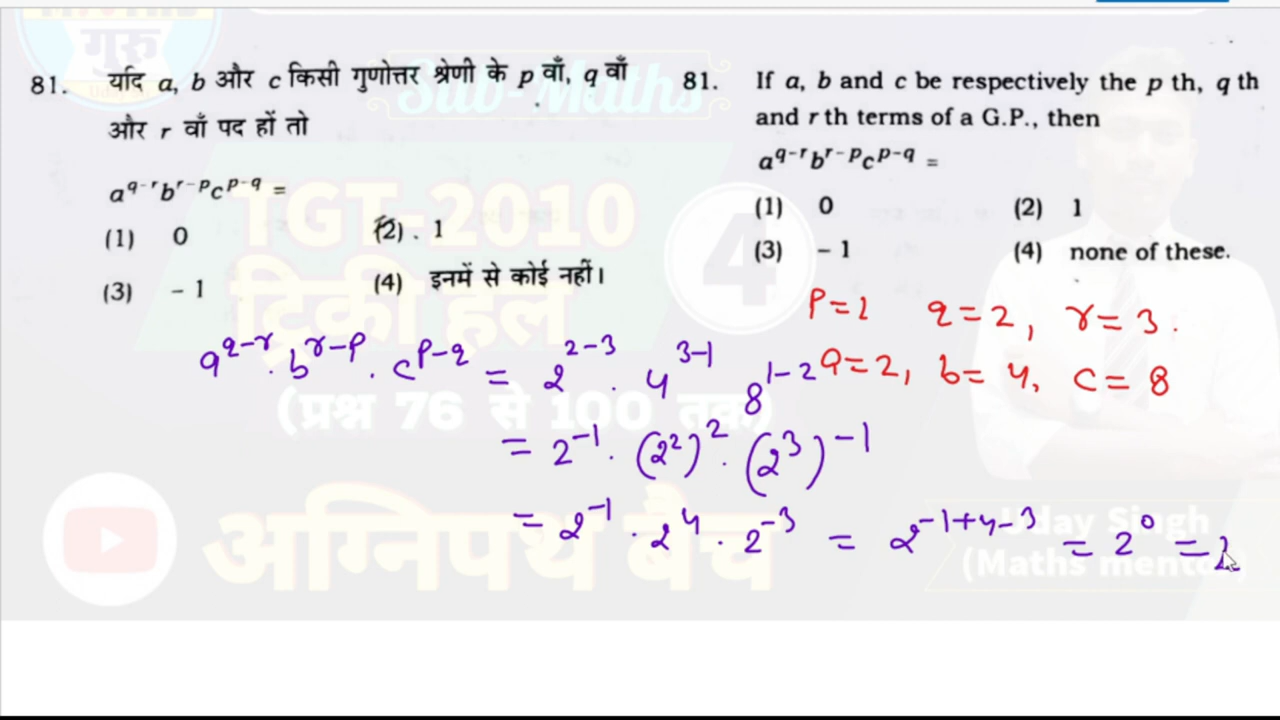 गुरु
81. यदि a, b और c किसी गुणोत्तर श्रेणी के p वाँ, q वाँ
और r वाँ पद हों तो
a^{q-r}b^{r-p}c^{p-q} =
(1) 0 (2) . 1
(3) - 1 (4) इनमें से कोई नहीं।
81. If a, b and c be respectively the p th, q th
and r th terms of a G.P., then
a^{q-r}b^{r-p}c^{p-q} =
(1) 0 (2) 1
(3) - 1 (4) none of these.
P=1 q=2, r=3.
a=2, b=4, c=8
a^{q-r}.b^{r-p}.c^{p-q} = 2^{2-3} . 4^{3-1} 8^{1-2}
= 2^{-1}.(2^2)^2.(2^3)^{-1}
= 2^{-1}.2^4.2^{-3} = 2^{-1+4-3} = 2^0 = 1
Sub-Maths
TGT-2010
ट्रिकी हल
4
(प्रश्न 76 से 100 तक)
अग्निपथ बैच
Uday Singh
(Maths mentor)